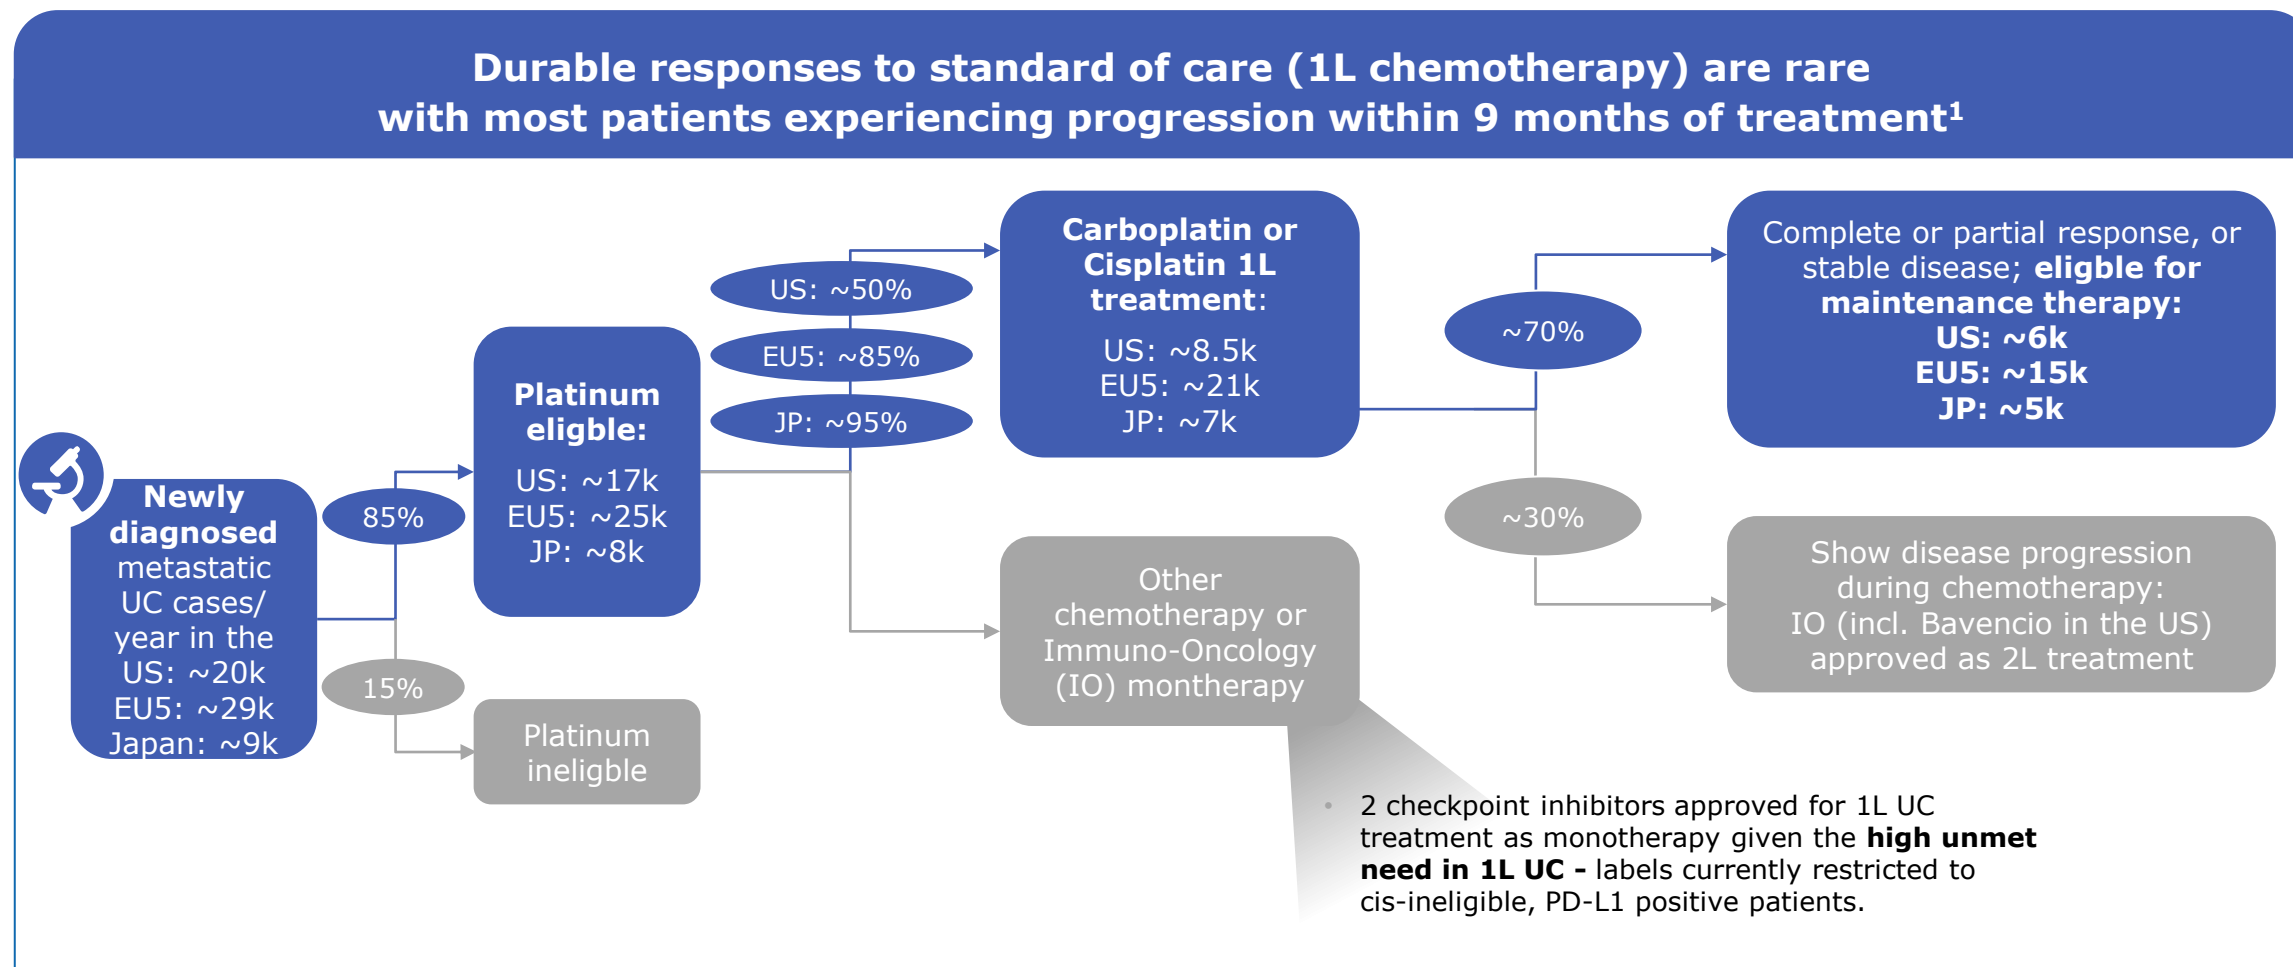 Durable responses to standard of care (1L chemotherapy) are rare
with most patients experiencing progression within 9 months of treatment1
Newly
diagnosed
metastatic
UC cases/
year in the
US: ~20k
EU5: ~29k
Japan: ~9k
85%
15%
Platinum
eligble:
US: ~17k
EU5: ~25k
JP: ~8k
Platinum
ineligble
US: ~50%
EU5: ~85%
JP: ~95%
Carboplatin or
Cisplatin 1L
treatment:
US: ~8.5k
EU5: ~21k
JP: ~7k
Other
chemotherapy or
Immuno-Oncology
(IO) montherapy
~70%
~30%
Complete or partial response, or
stable disease; eligble for
maintenance therapy:
US: ~6k
EU5: ~15k
JP: ~5k
Show disease progression
during chemotherapy:
IO (incl. Bavencio in the US)
approved as 2L treatment
• 2 checkpoint inhibitors approved for 1L UC
treatment as monotherapy given the high unmet
need in 1L UC - labels currently restricted to
cis-ineligible, PD-L1 positive patients.